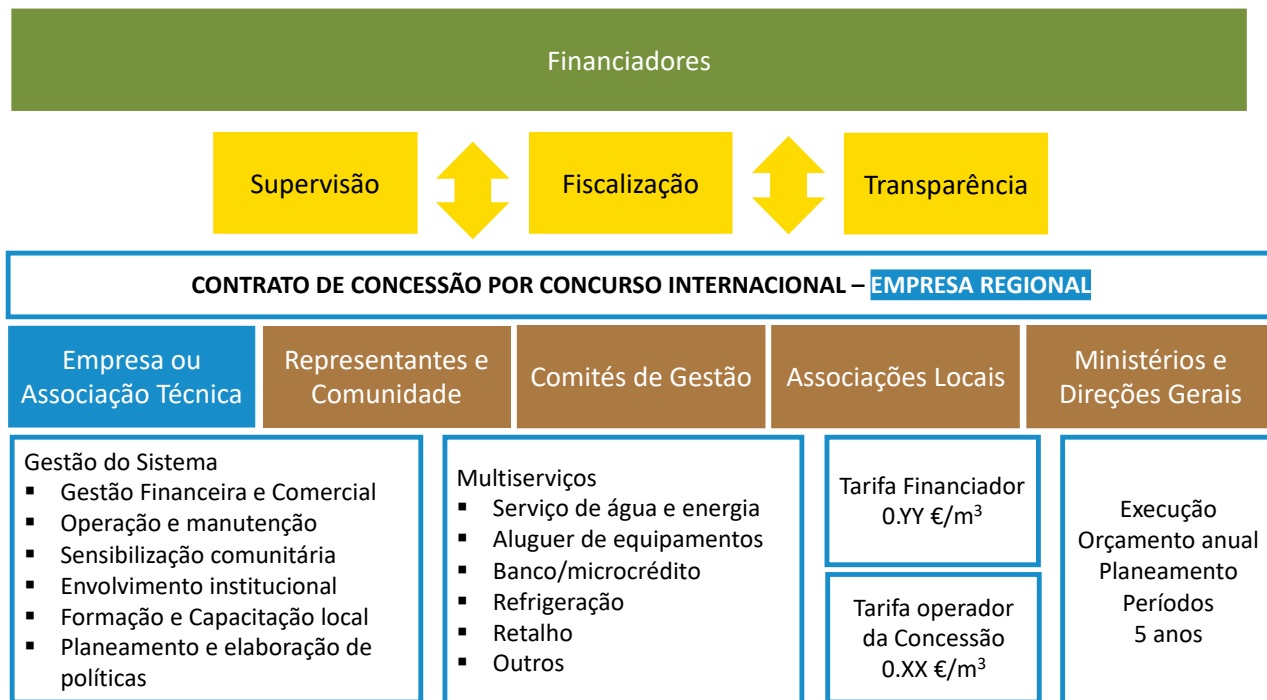 Financiadores
Supervisão
Fiscalização
Transparência
CONTRATO DE CONCESSÃO POR CONCURSO INTERNACIONAL – EMPRESA REGIONAL
Empresa ou
Associação Técnica
Representantes e
Comunidade
Comités de Gestão
Associações Locais
Ministérios e
Direções Gerais
Gestão do Sistema
▪ Gestão Financeira e Comercial
▪ Operação e manutenção
▪ Sensibilização comunitária
▪ Envolvimento institucional
▪ Formação e Capacitação local
▪ Planeamento e elaboração de
políticas
Multiserviços
▪ Serviço de água e energia
▪ Aluguer de equipamentos
▪ Banco/microcrédito
▪ Refrigeração
▪ Retalho
▪ Outros
Tarifa Financiador
0.YY €/m³
Tarifa operador
da Concessão
0.XX €/m³
Execução
Orçamento anual
Planeamento
Períodos
5 anos